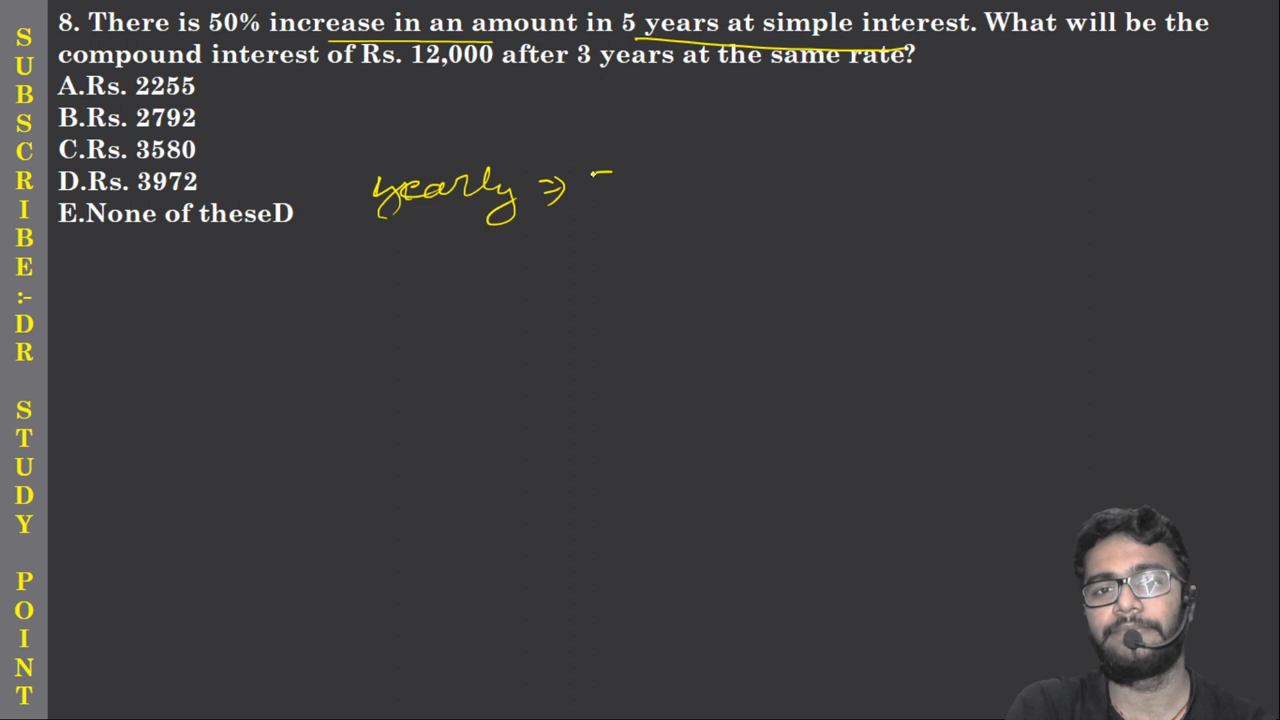 8. There is 50% increase in an amount in 5 years at simple interest. What will be the
compound interest of Rs. 12,000 after 3 years at the same rate?
A.Rs. 2255
B.Rs. 2792
C.Rs. 3580
D.Rs. 3972
E.None of theseD
yearly ⇒
SUBSCRIBE :- DR STUDY POINT